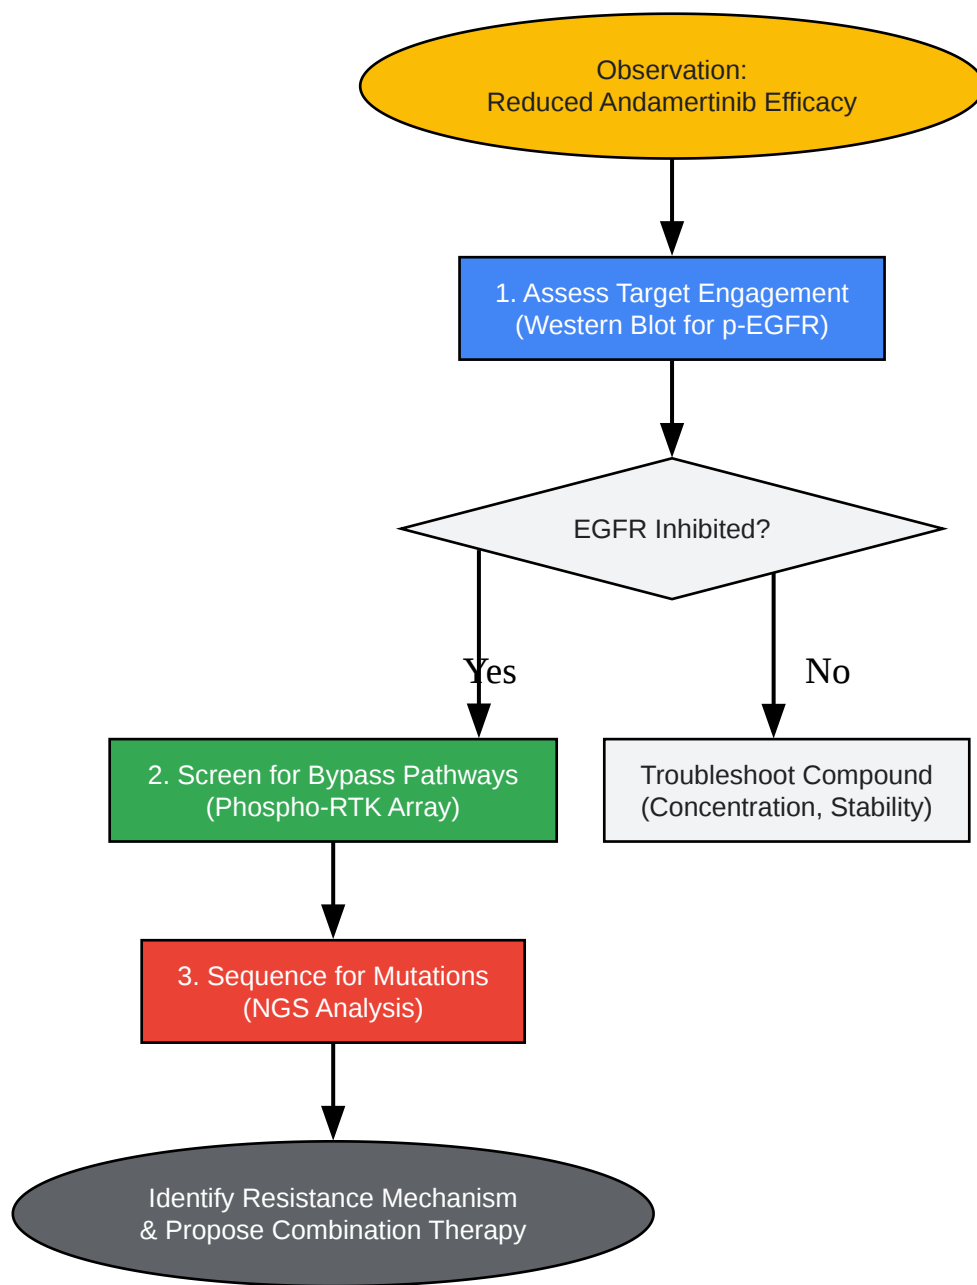 Observation:
Reduced Andamertinib Efficacy
1. Assess Target Engagement
(Western Blot for p-EGFR)
EGFR Inhibited?
Yes
No
2. Screen for Bypass Pathways
(Phospho-RTK Array)
Troubleshoot Compound
(Concentration, Stability)
3. Sequence for Mutations
(NGS Analysis)
Identify Resistance Mechanism
& Propose Combination Therapy